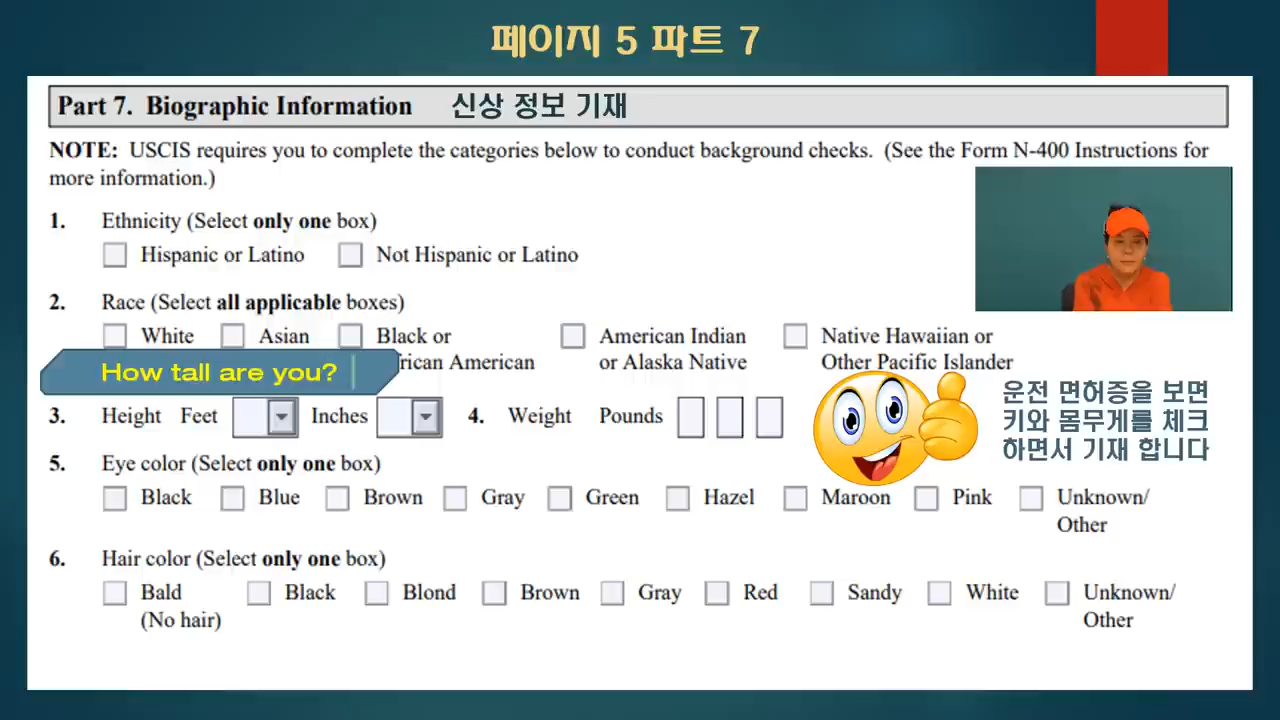 페이지 5 파트 7
Part 7. Biographic Information 신상 정보 기재
NOTE: USCIS requires you to complete the categories below to conduct background checks. (See the Form N-400 Instructions for
more information.)
1. Ethnicity (Select only one box)
Hispanic or Latino Not Hispanic or Latino
2. Race (Select all applicable boxes)
White Asian Black or American Indian Native Hawaiian or
rican American or Alaska Native Other Pacific Islander
How tall are you?
3. Height Feet Inches 4. Weight Pounds
운전 면허증을 보면
키와 몸무게를 체크
하면서 기재 합니다
5. Eye color (Select only one box)
Black Blue Brown Gray Green Hazel Maroon Pink Unknown/
Other
6. Hair color (Select only one box)
Bald Black Blond Brown Gray Red Sandy White Unknown/
(No hair) Other